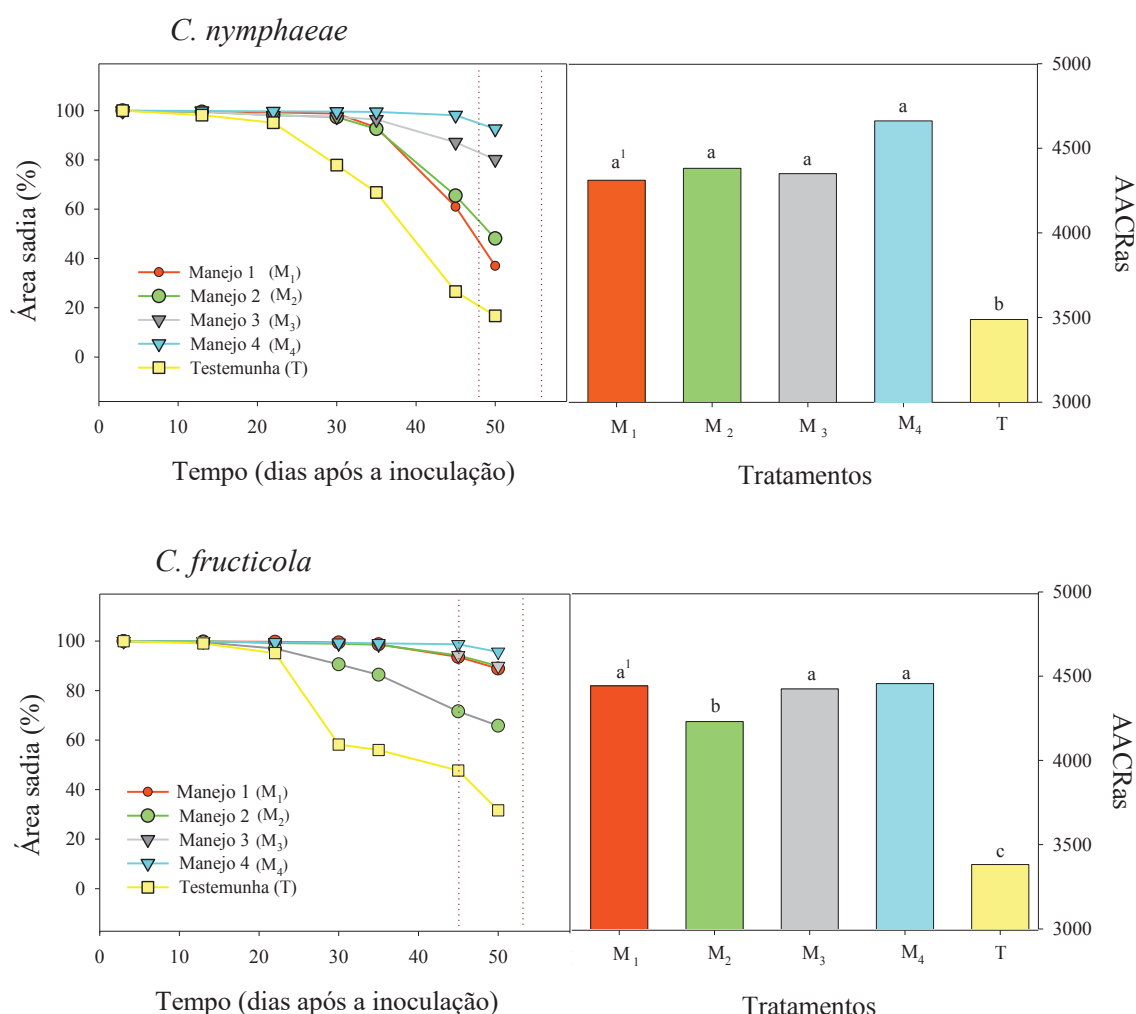 C. nymphaeae
Área sadia (%)
100
80
60
40
20
0
Manejo 1 (M1)
Manejo 2 (M2)
Manejo 3 (M3)
Manejo 4 (M4)
Testemunha (T)
0 10 20 30 40 50
Tempo (dias após a inoculação)
a1 a a a b
5000
4500
4000
3500
3000
AACRas
M1 M2 M3 M4 T
Tratamentos
C. fructicola
Área sadia (%)
100
80
60
40
20
0
Manejo 1 (M1)
Manejo 2 (M2)
Manejo 3 (M3)
Manejo 4 (M4)
Testemunha (T)
0 10 20 30 40 50
Tempo (dias após a inoculação)
a1 b a a c
5000
4500
4000
3500
3000
AACRas
M1 M2 M3 M4 T
Tratamentos